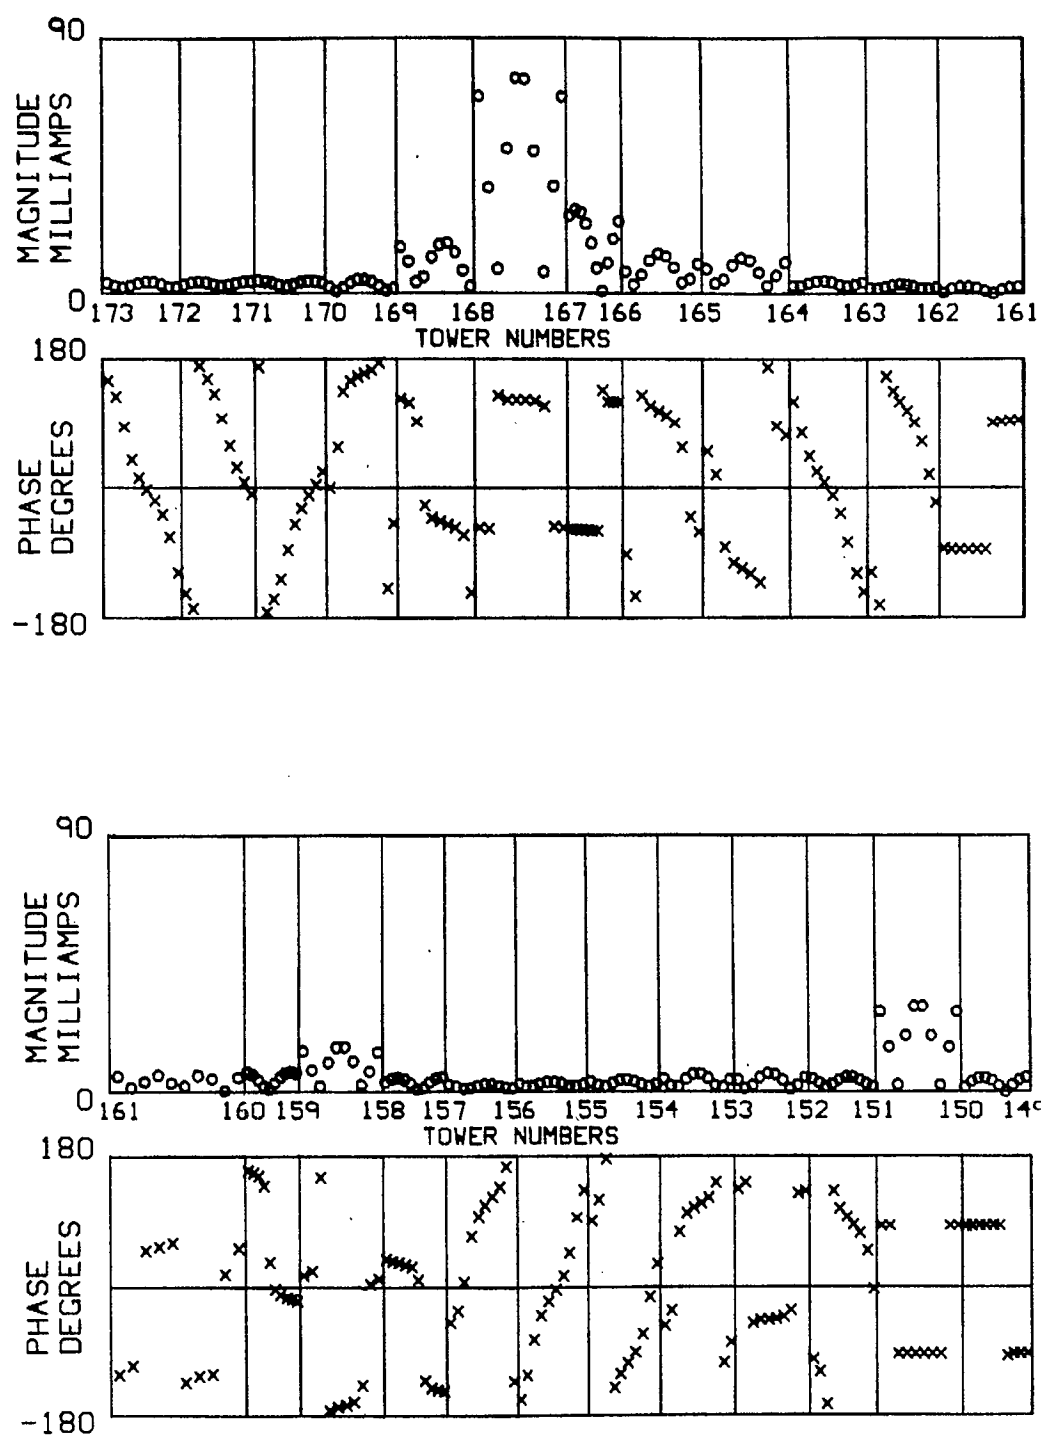 90
MAGNITUDE
MILLIAMPS
0
173 172 171 170 169 168 167 166 165 164 163 162 161
TOWER NUMBERS
180
PHASE
DEGREES
-180
90
MAGNITUDE
MILLIAMPS
0
161 160 159 158 157 156 155 154 153 152 151 150 149
TOWER NUMBERS
180
PHASE
DEGREES
-180